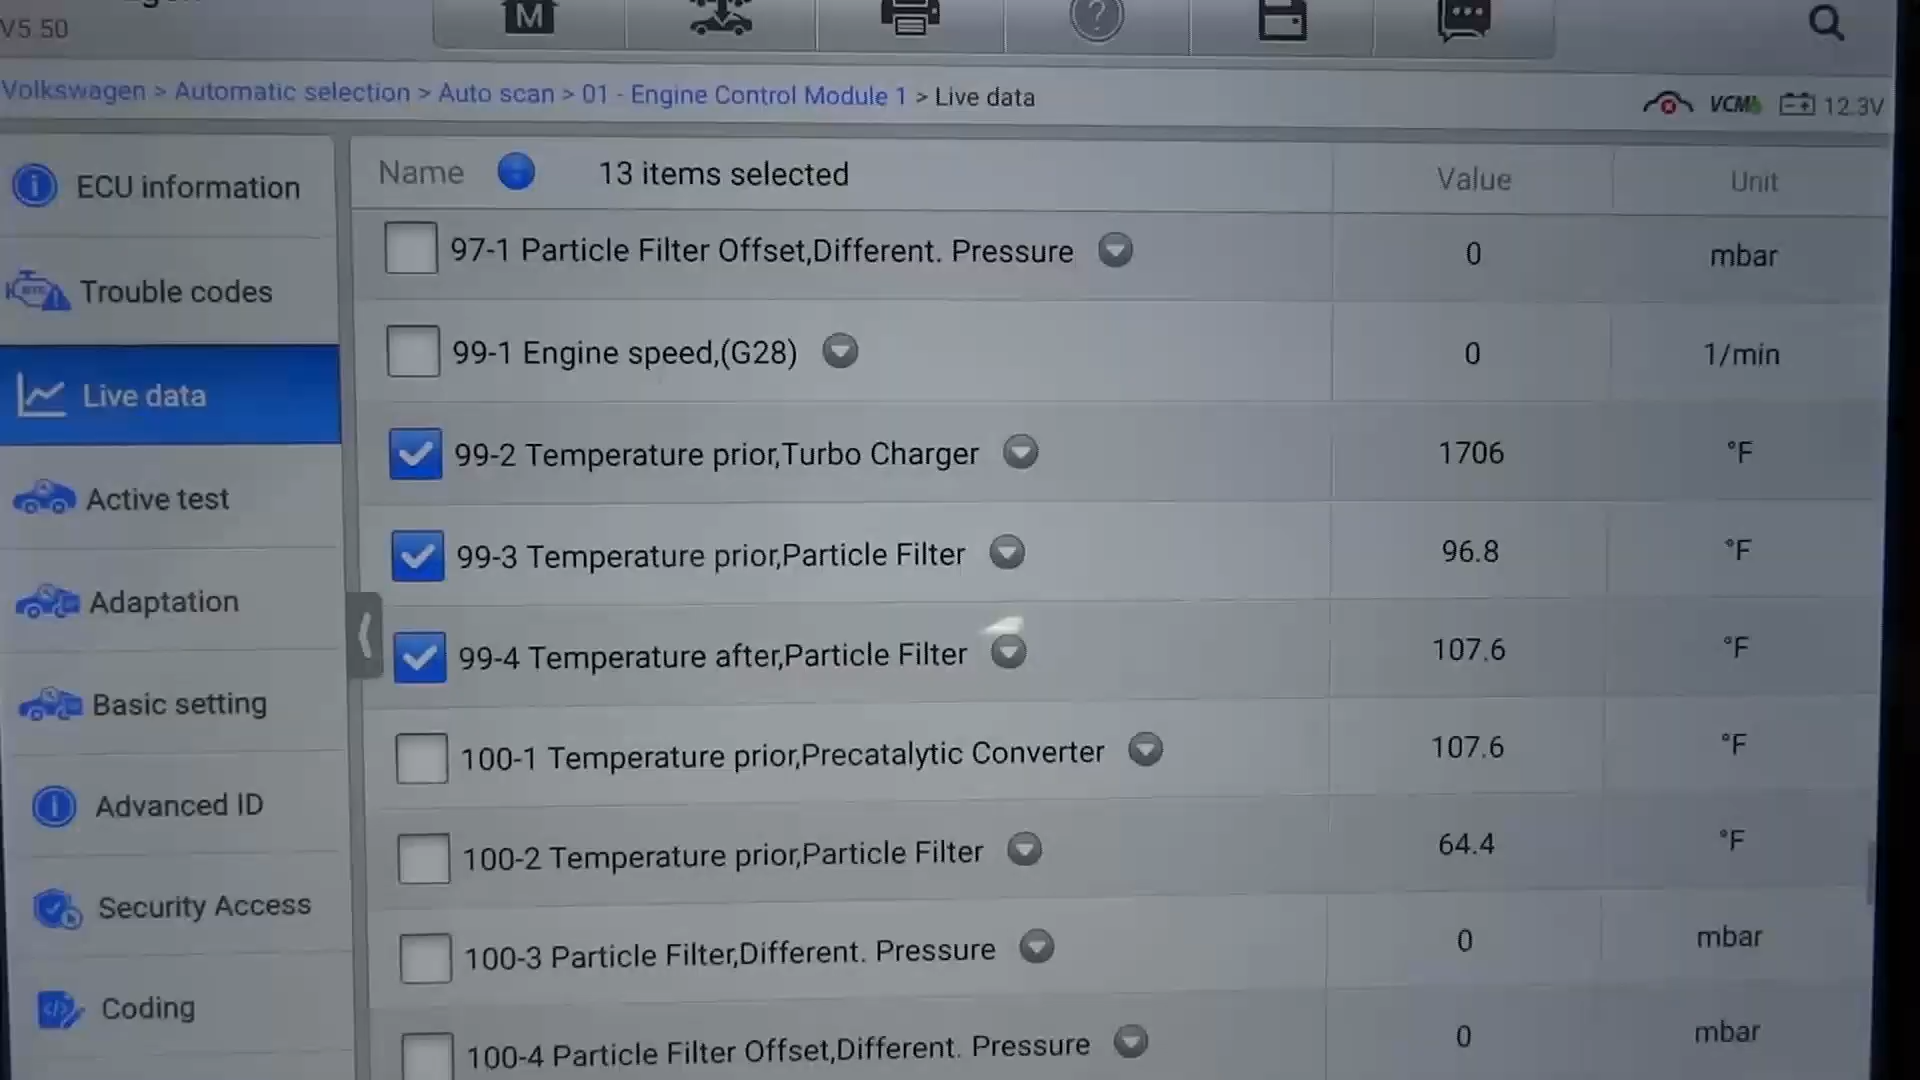 V5.50
M
?
Volkswagen > Automatic selection > Auto scan > 01 - Engine Control Module 1 > Live data
VCMI 12.3V
ECU information
Trouble codes
Live data
Active test
Adaptation
Basic setting
Advanced ID
Security Access
Coding
Name 13 items selected Value Unit
97-1 Particle Filter Offset,Different. Pressure 0 mbar
99-1 Engine speed,(G28) 0 1/min
99-2 Temperature prior,Turbo Charger 1706 °F
99-3 Temperature prior,Particle Filter 96.8 °F
99-4 Temperature after,Particle Filter 107.6 °F
100-1 Temperature prior,Precatalytic Converter 107.6 °F
100-2 Temperature prior,Particle Filter 64.4 °F
100-3 Particle Filter,Different. Pressure 0 mbar
100-4 Particle Filter Offset,Different. Pressure 0 mbar